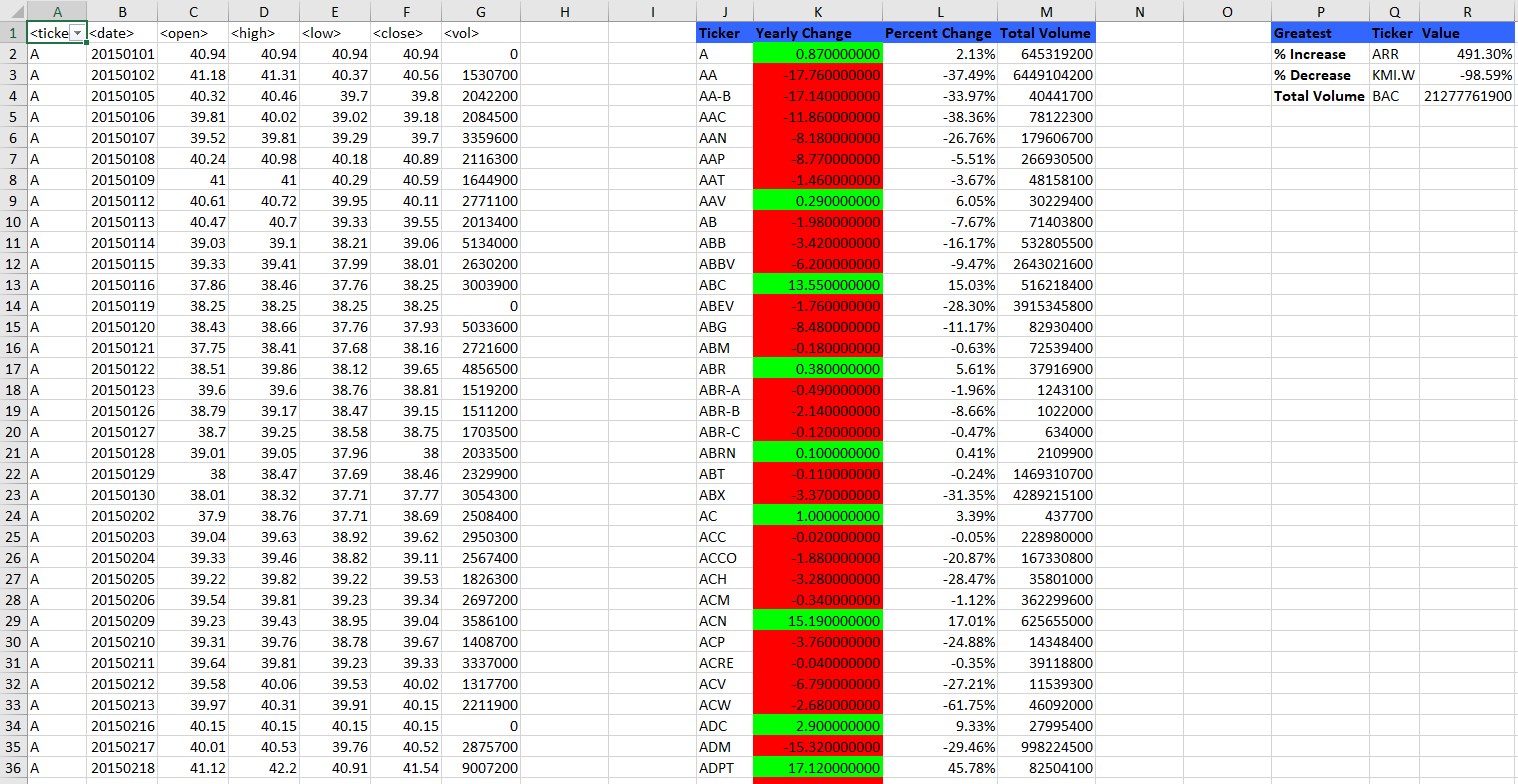 A B C D E F G H I J K L M N O P Q R
1 <ticke <date> <open> <high> <low> <close> <vol> Ticker Yearly Change Percent Change Total Volume Greatest Ticker Value
2 A 20150101 40.94 40.94 40.94 40.94 0 A 0.870000000 2.13% 645319200 % Increase ARR 491.30%
3 A 20150102 41.18 41.31 40.37 40.56 1530700 AA -17.760000000 -37.49% 6449104200 % Decrease KMI.W -98.59%
4 A 20150105 40.32 40.46 39.7 39.8 2042200 AA-B -17.140000000 -33.97% 40441700 Total Volume BAC 21277761900
5 A 20150106 39.81 40.02 39.02 39.18 2084500 AAC -11.860000000 -38.36% 78122300
6 A 20150107 39.52 39.81 39.29 39.7 3359600 AAN -8.180000000 -26.76% 179606700
7 A 20150108 40.24 40.98 40.18 40.89 2116300 AAP -8.770000000 -5.51% 266930500
8 A 20150109 41 41 40.29 40.59 1644900 AAT -1.460000000 -3.67% 48158100
9 A 20150112 40.61 40.72 39.95 40.11 2771100 AAV 0.290000000 6.05% 30229400
10 A 20150113 40.47 40.7 39.33 39.55 2013400 AB -1.980000000 -7.67% 71403800
11 A 20150114 39.03 39.1 38.21 39.06 5134000 ABB -3.420000000 -16.17% 532805500
12 A 20150115 39.33 39.41 37.99 38.01 2630200 ABBV -6.200000000 -9.47% 2643021600
13 A 20150116 37.86 38.46 37.76 38.25 3003900 ABC 13.550000000 15.03% 516218400
14 A 20150119 38.25 38.25 38.25 38.25 0 ABEV -1.760000000 -28.30% 3915345800
15 A 20150120 38.43 38.66 37.76 37.93 5033600 ABG -8.480000000 -11.17% 82930400
16 A 20150121 37.75 38.41 37.68 38.16 2721600 ABM -0.180000000 -0.63% 72539400
17 A 20150122 38.51 39.86 38.12 39.65 4856500 ABR 0.380000000 5.61% 37916900
18 A 20150123 39.6 39.6 38.76 38.81 1519200 ABR-A -0.490000000 -1.96% 1243100
19 A 20150126 38.79 39.17 38.47 39.15 1511200 ABR-B -2.140000000 -8.66% 1022000
20 A 20150127 38.7 39.25 38.58 38.75 1703500 ABR-C -0.120000000 -0.47% 634000
21 A 20150128 39.01 39.05 37.96 38 2033500 ABRN 0.100000000 0.41% 2109900
22 A 20150129 38 38.47 37.69 38.46 2329900 ABT -0.110000000 -0.24% 1469310700
23 A 20150130 38.01 38.32 37.71 37.77 3054300 ABX -3.370000000 -31.35% 4289215100
24 A 20150202 37.9 38.76 37.71 38.69 2508400 AC 1.000000000 3.39% 437700
25 A 20150203 39.04 39.63 38.92 39.62 2950300 ACC -0.020000000 -0.05% 228980000
26 A 20150204 39.33 39.46 38.82 39.11 2567400 ACCO -1.880000000 -20.87% 167330800
27 A 20150205 39.22 39.82 39.22 39.53 1826300 ACH -3.280000000 -28.47% 35801000
28 A 20150206 39.54 39.81 39.23 39.34 2697200 ACM -0.340000000 -1.12% 362299600
29 A 20150209 39.23 39.43 38.95 39.04 3586100 ACN 15.190000000 17.01% 625655000
30 A 20150210 39.31 39.76 38.78 39.67 1408700 ACP -3.760000000 -24.88% 14348400
31 A 20150211 39.64 39.81 39.23 39.33 3337000 ACRE -0.040000000 -0.35% 39118800
32 A 20150212 39.58 40.06 39.53 40.02 1317700 ACV -6.790000000 -27.21% 11539300
33 A 20150213 39.97 40.31 39.91 40.15 2211900 ACW -2.680000000 -61.75% 46092000
34 A 20150216 40.15 40.15 40.15 40.15 0 ADC 2.900000000 9.33% 27995400
35 A 20150217 40.01 40.53 39.76 40.52 2875700 ADM -15.320000000 -29.46% 998224500
36 A 20150218 41.12 42.2 40.91 41.54 9007200 ADPT 17.120000000 45.78% 82504100